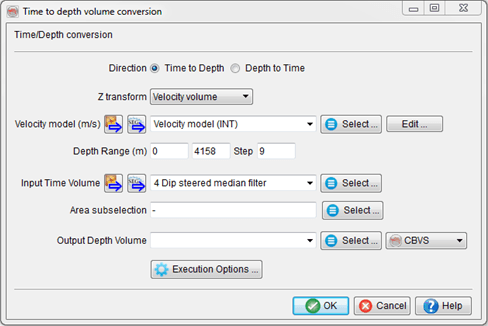 Time to depth volume conversion
Time/Depth conversion
Direction Time to Depth Depth to Time
Z transform Velocity volume
Velocity model (m/s) Velocity model (INT) Select ... Edit ...
Depth Range (m) 0 4158 Step 9
Input Time Volume 4 Dip steered median filter Select ...
Area subselection - Select ...
Output Depth Volume Select ... CBVS
Execution Options ...
OK Cancel Help